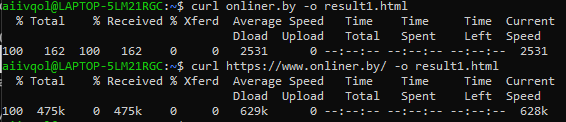 aiivqol@LAPTOP-5LM21RGC:~$ curl onliner.by -o result1.html
  % Total    % Received % Xferd  Average Speed   Time    Time     Time  Current
                                 Dload  Upload   Total   Spent    Left  Speed
100   162  100   162    0     0   2531      0 --:--:-- --:--:-- --:--:--  2531
aiivqol@LAPTOP-5LM21RGC:~$ curl https://www.onliner.by/ -o result1.html
  % Total    % Received % Xferd  Average Speed   Time    Time     Time  Current
                                 Dload  Upload   Total   Spent    Left  Speed
100  475k    0  475k    0     0   629k      0 --:--:-- --:--:-- --:--:--  628k